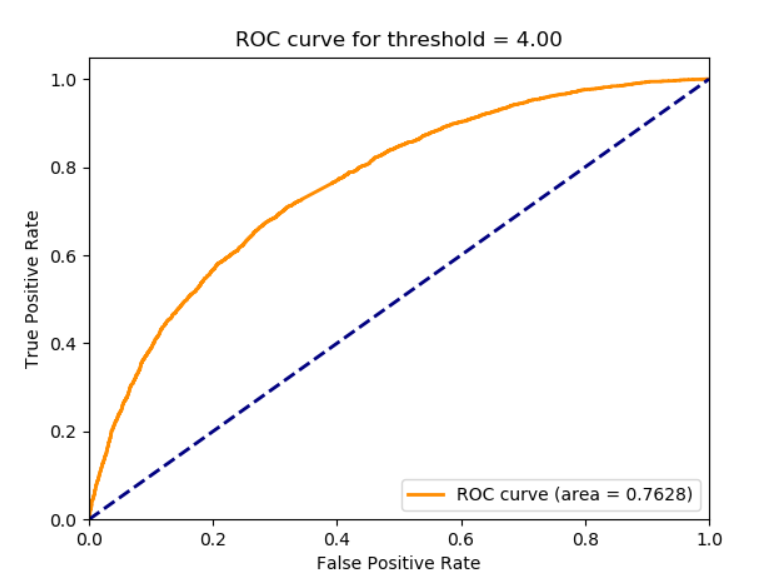 ROC curve for threshold = 4.00
True Positive Rate
1.0
0.8
0.6
0.4
0.2
0.0
ROC curve (area = 0.7628)
0.0 0.2 0.4 0.6 0.8 1.0
False Positive Rate